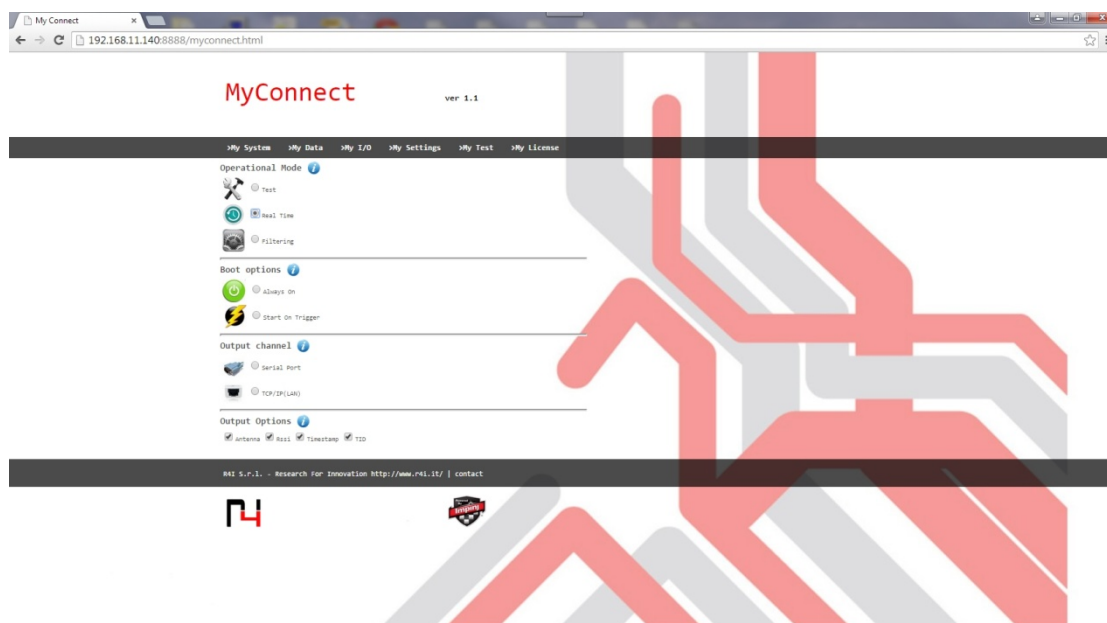 My Connect
192.168.11.140:8888/myconnect.html
MyConnect ver 1.1
>My System >My Data >My I/O >My Settings >My Test >My License
Operational Mode
Test
Real Time
Filtering
Boot options
Always On
Start On Trigger
Output channel
Serial Port
TCP/IP(LAN)
Output Options
Antenna Rssi Timestamp TID
R4I S.r.l. - Research For Innovation http://www.r4i.it/ | contact